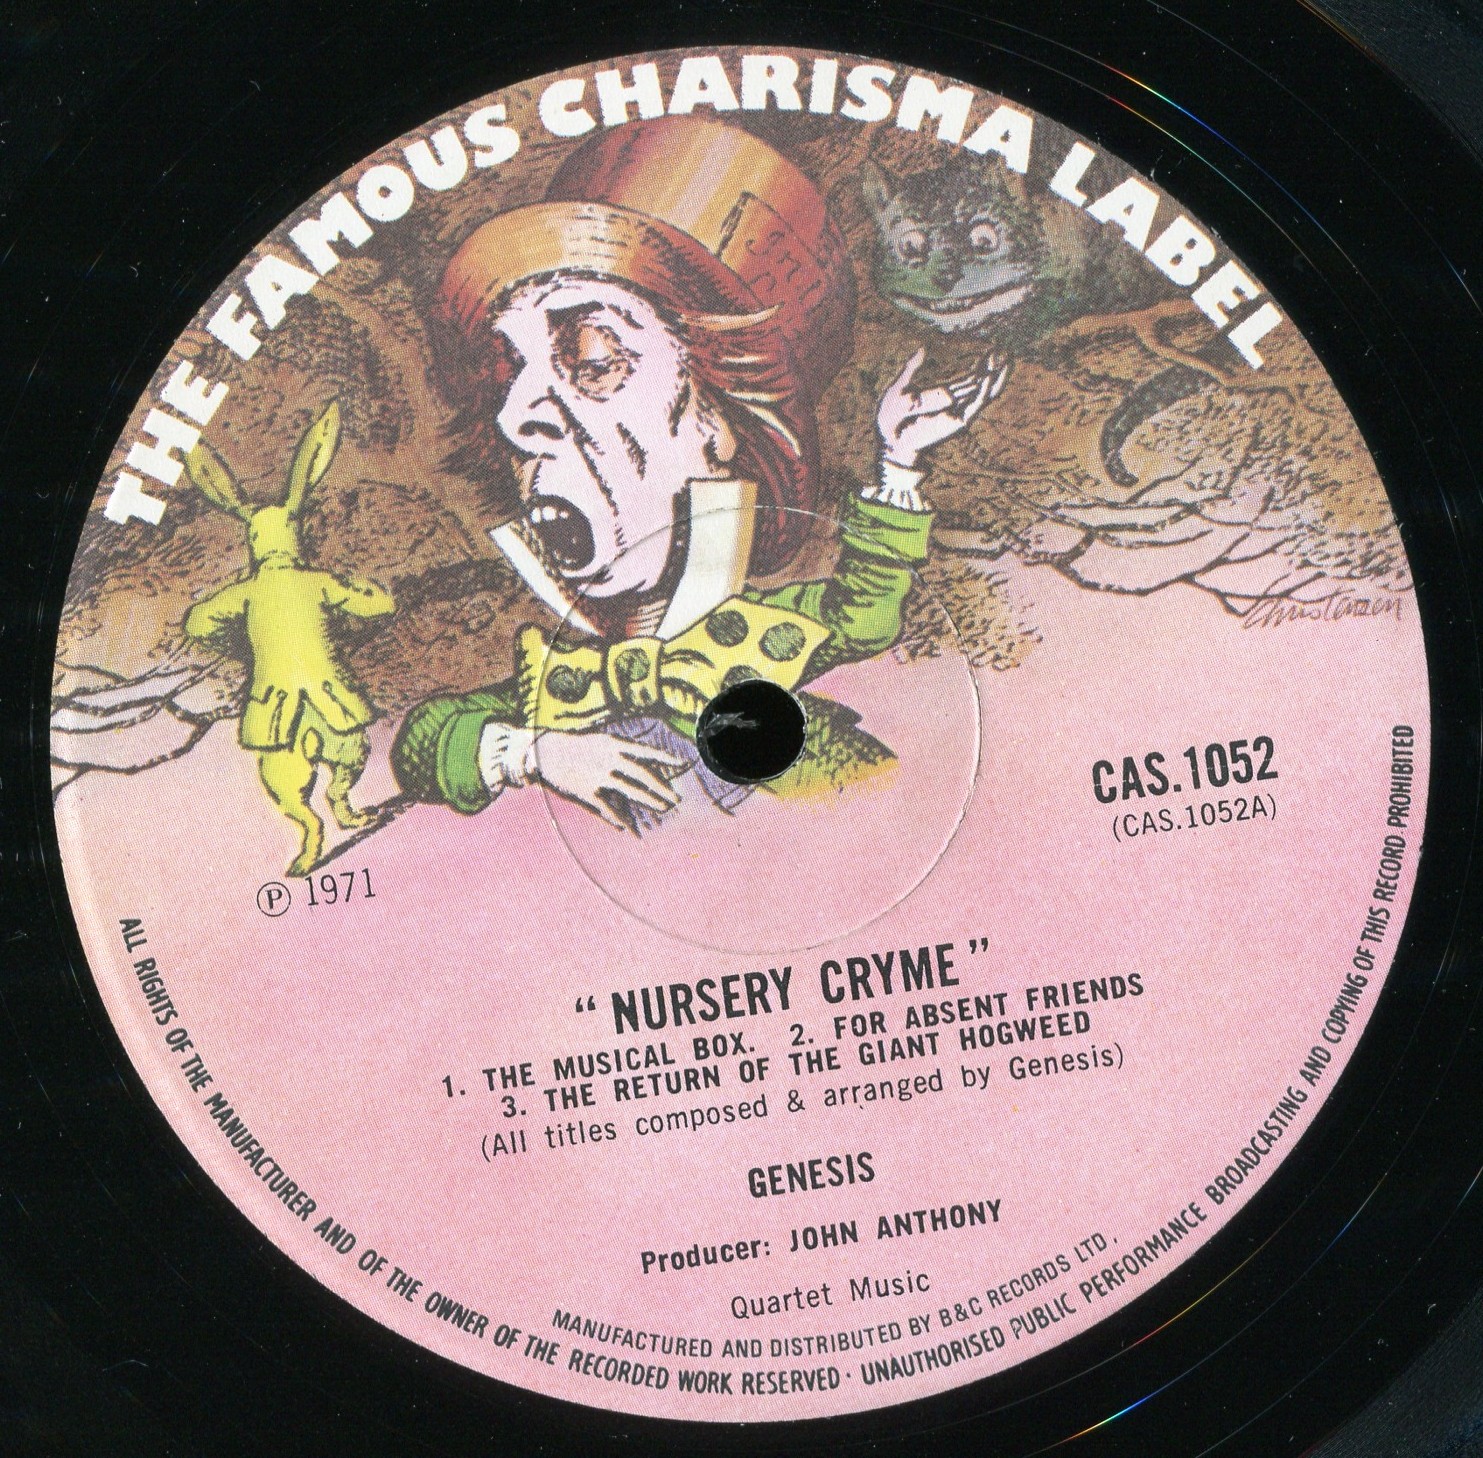 THE FAMOUS CHARISMA LABEL
Christensen
CAS.1052
(CAS.1052A)
Ⓟ 1971
“ NURSERY CRYME ”
1. THE MUSICAL BOX. 2. FOR ABSENT FRIENDS
3. THE RETURN OF THE GIANT HOGWEED
(All titles composed & arranged by Genesis)
GENESIS
Producer: JOHN ANTHONY
Quartet Music
MANUFACTURED AND DISTRIBUTED BY B&C RECORDS LTD.
ALL RIGHTS OF THE MANUFACTURER AND OF THE OWNER OF THE RECORDED WORK RESERVED · UNAUTHORISED PUBLIC PERFORMANCE BROADCASTING AND COPYING OF THIS RECORD PROHIBITED